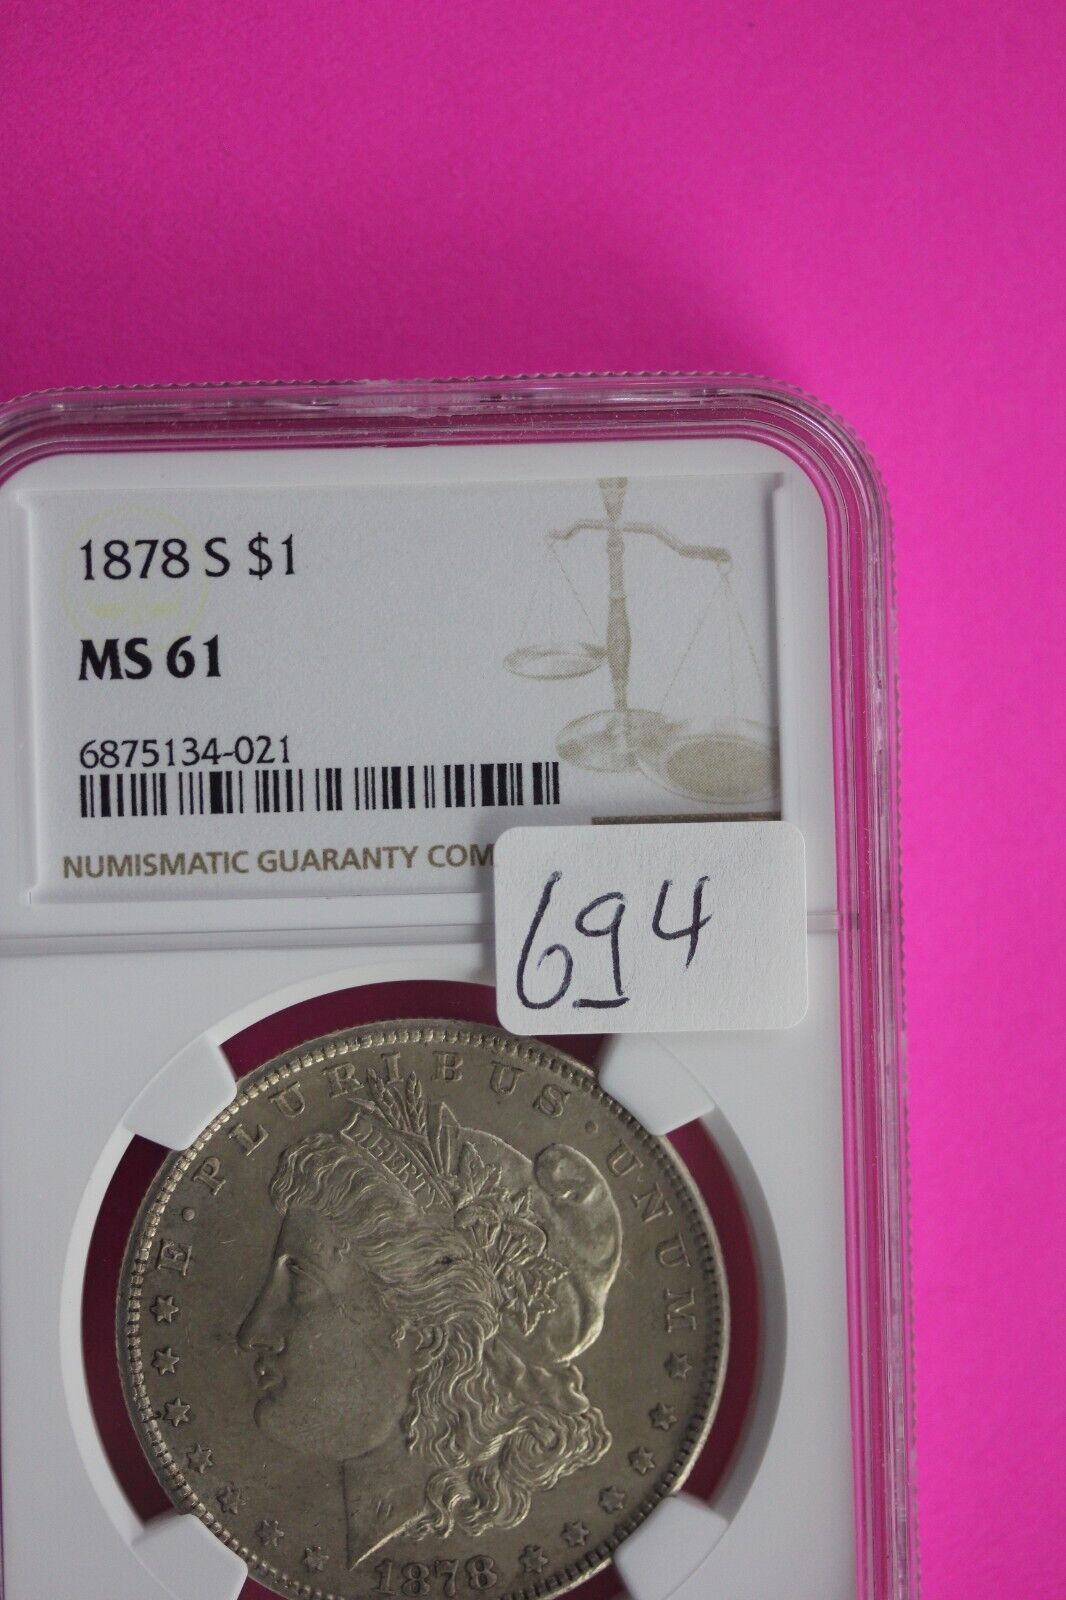 1878 S $1
MS 61
6875134-021
NUMISMATIC GUARANTY COM
694
E · PLURIBUS · UNUM
LIBERTY
1878